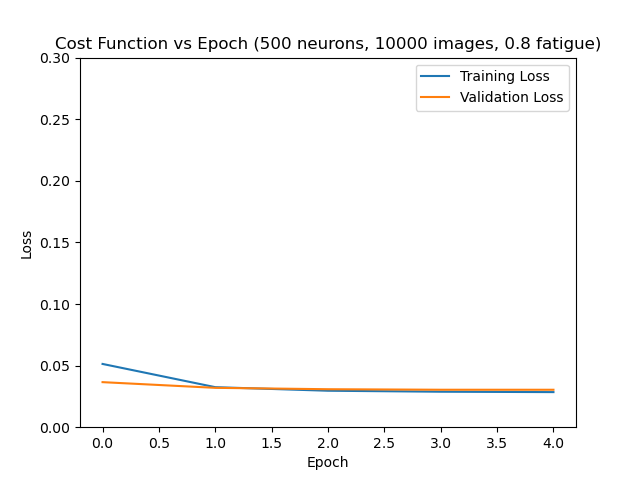 Cost Function vs Epoch (500 neurons, 10000 images, 0.8 fatigue)
Training Loss
Validation Loss
0.30
0.25
0.20
0.15
0.10
0.05
0.00
Loss
0.0 0.5 1.0 1.5 2.0 2.5 3.0 3.5 4.0
Epoch